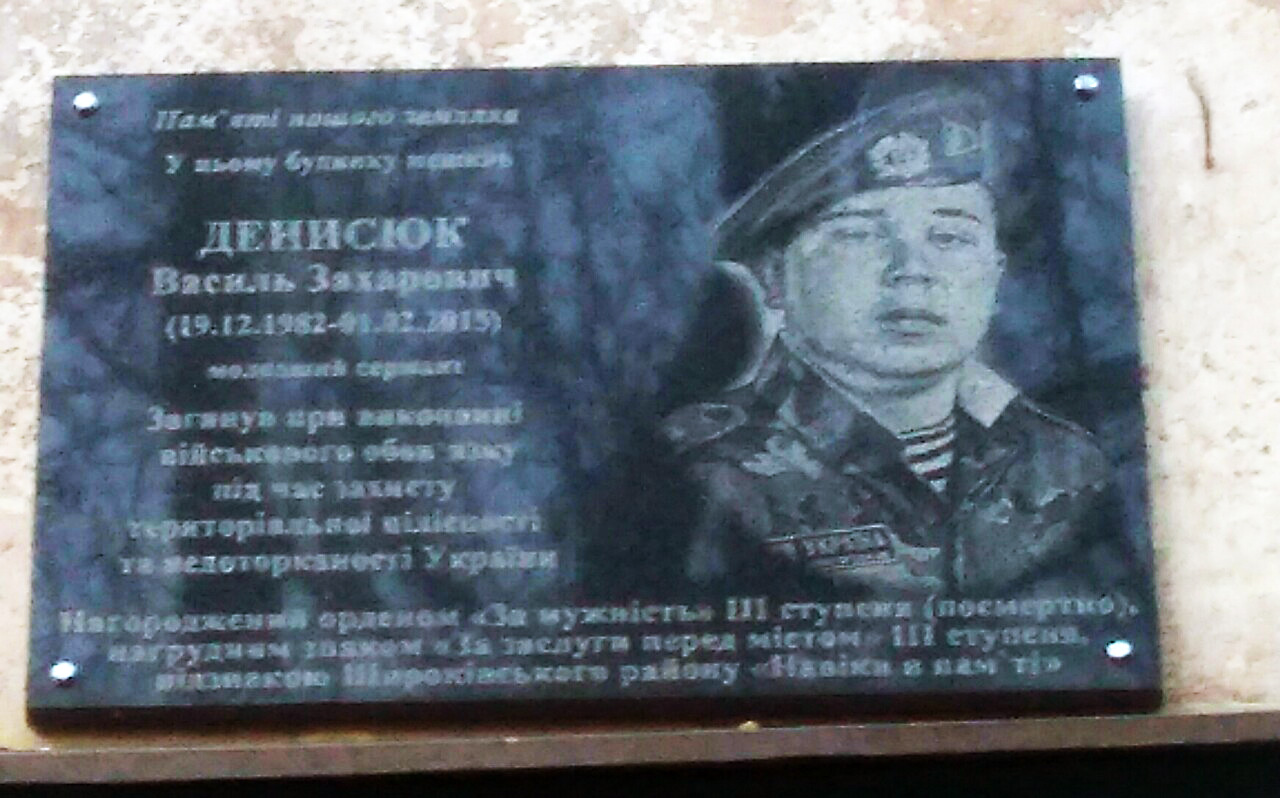 Пам'яті нашого земляка
У цьому будинку мешкав
ДЕНИСЮК
Василь Захарович
(19.12.1982-01.02.2015)
молодший сержант
Загинув при виконанні
військового обов'язку
під час захисту
територіальної цілісності
та недоторканості України
Нагороджений орденом «За мужність» III ступеня (посмертно),
нагрудним знаком «За заслуги перед містом» III ступеня,
відзнакою Широківського району «Навіки в пам'яті»
УКРАЇНА